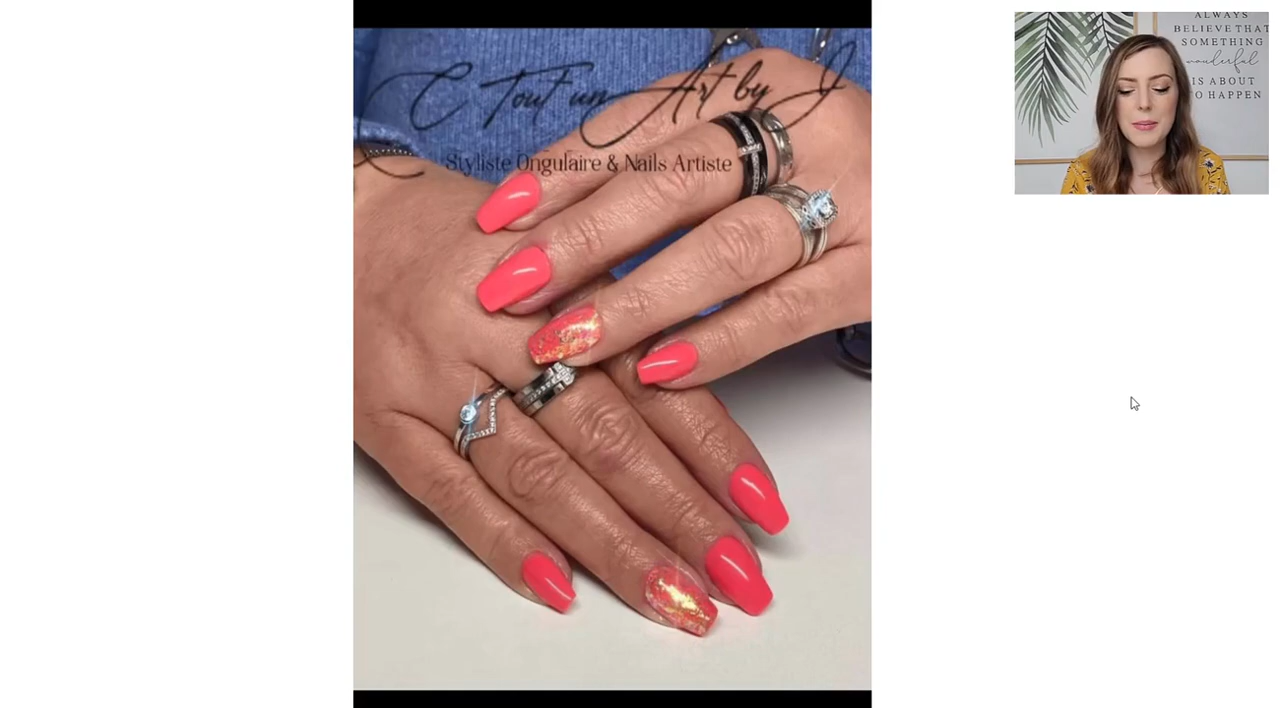 C Tout un Art by J
Styliste Ongulaire & Nails Artiste
ALWAYS
BELIEVE THAT
SOMETHING
wonderful
IS ABOUT
TO HAPPEN